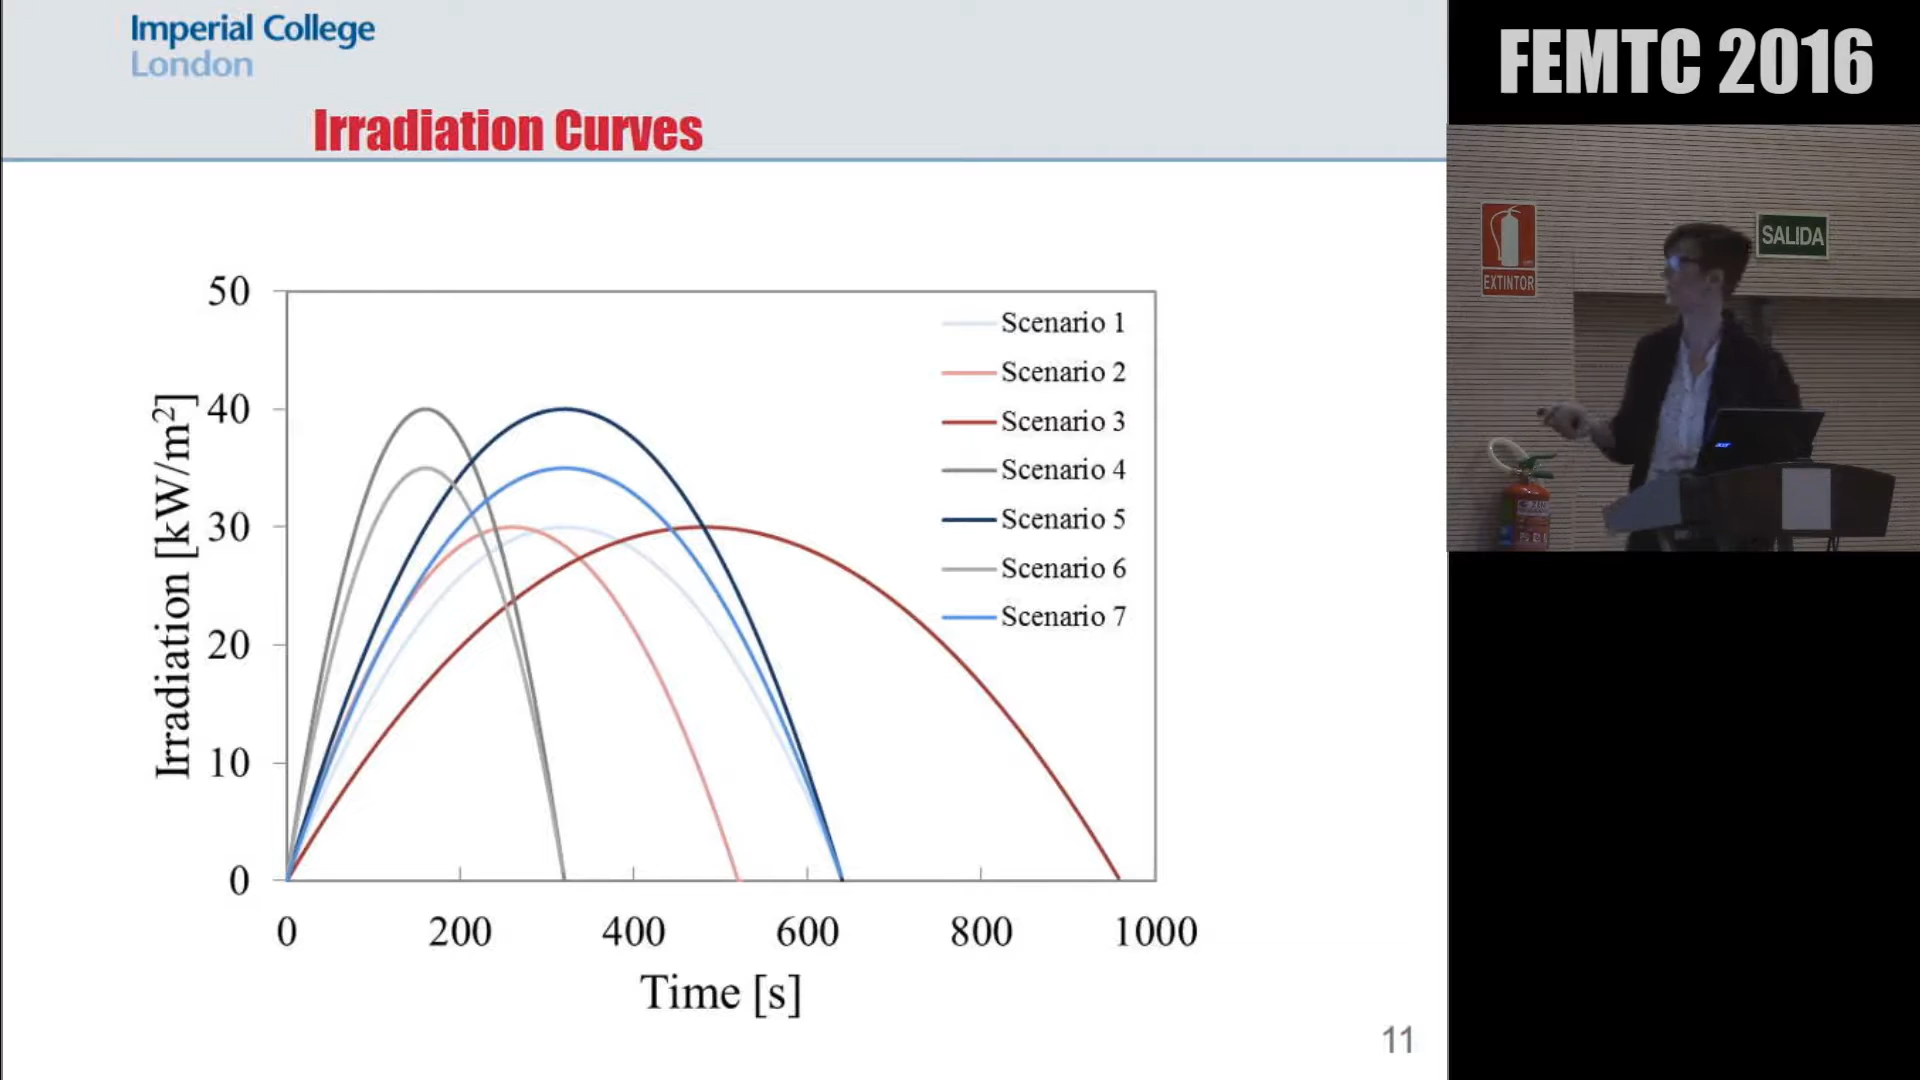 Imperial College
London
Irradiation Curves
FEMTC 2016
EXTINTOR
SALIDA
acer
50
40
30
20
10
0
Irradiation [kW/m²]
Scenario 1
Scenario 2
Scenario 3
Scenario 4
Scenario 5
Scenario 6
Scenario 7
0 200 400 600 800 1000
Time [s]
11